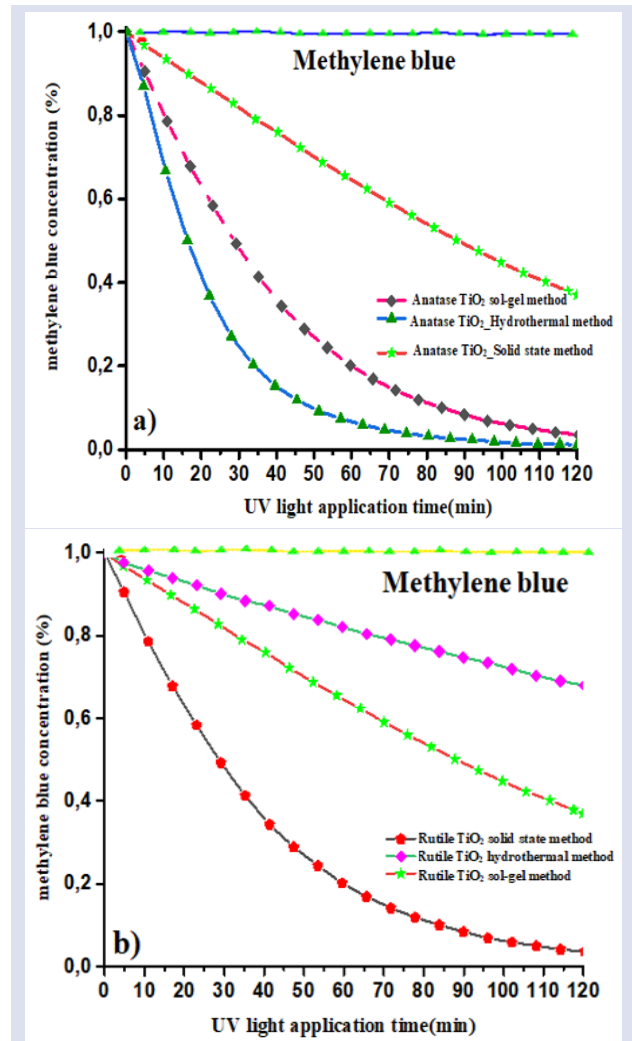 1,0
Methylene blue
0,8
0,6
0,4
0,2
0,0
methylene blue concentration (%)
Anatase TiO₂ sol-gel method
Anatase TiO₂_Hydrothermal method
Anatase TiO₂_Solid state method
a)
0 10 20 30 40 50 60 70 80 90 100 110 120
UV light application time(min)
1,0
Methylene blue
0,8
0,6
0,4
0,2
0,0
methylene blue concentration (%)
Rutile TiO₂ solid state method
Rutile TiO₂ hydrothermal method
Rutile TiO₂ sol-gel method
b)
0 10 20 30 40 50 60 70 80 90 100 110 120
UV light application time(min)